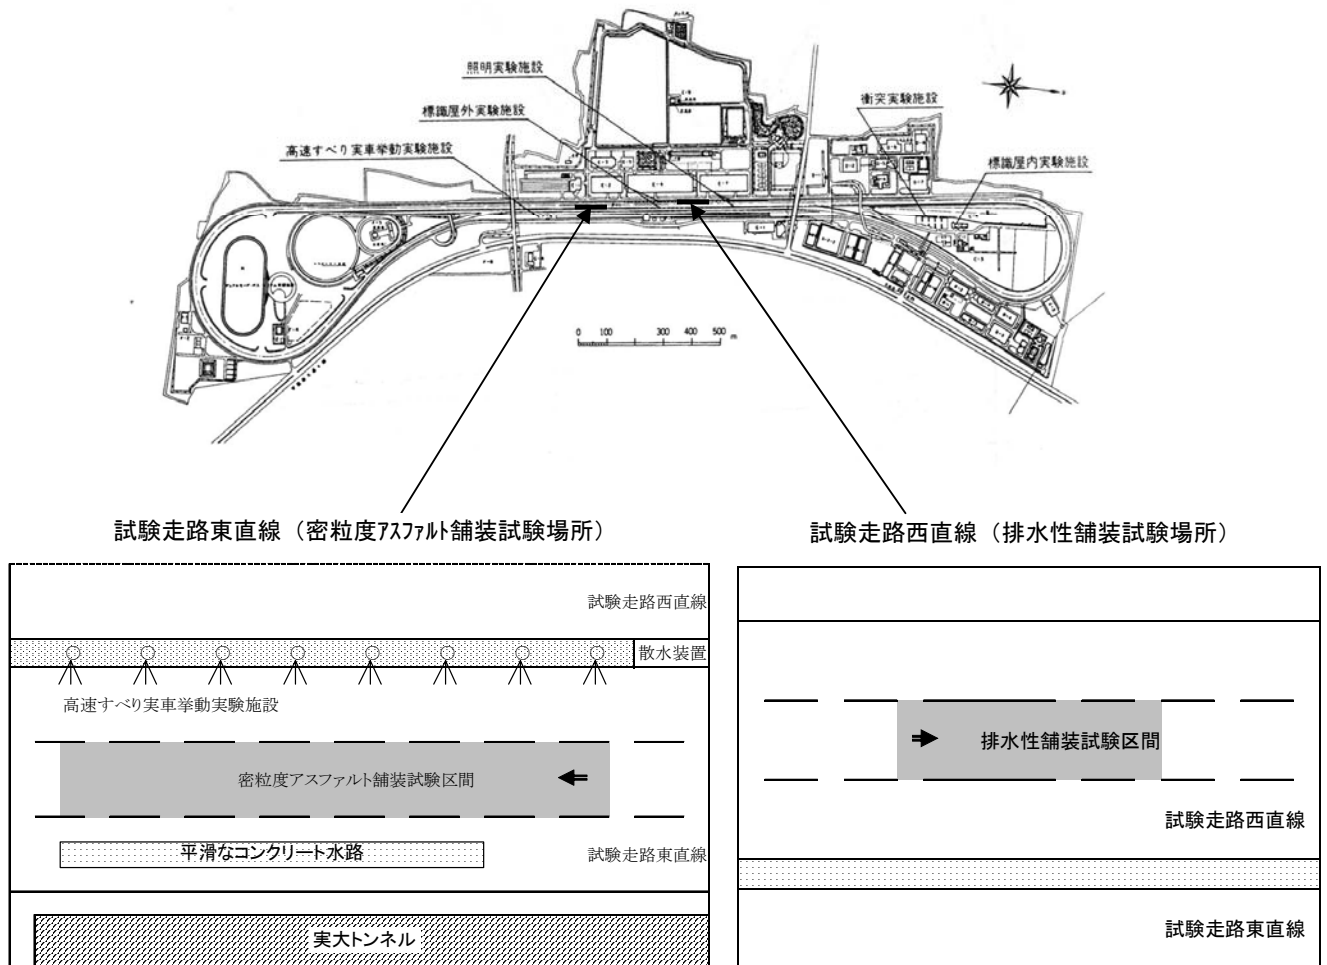 照明実験施設
標識屋外実験施設
高速すべり実車挙動実験施設
衝突実験施設
標識屋内実験施設
0 100 300 400 500 m
試験走路東直線（密粒度ｱｽﾌｧﾙﾄ舗装試験場所）
試験走路西直線（排水性舗装試験場所）
試験走路西直線
散水装置
高速すべり実車挙動実験施設
密粒度アスファルト舗装試験区間
平滑なコンクリート水路
試験走路東直線
実大トンネル
排水性舗装試験区間
試験走路西直線
試験走路東直線